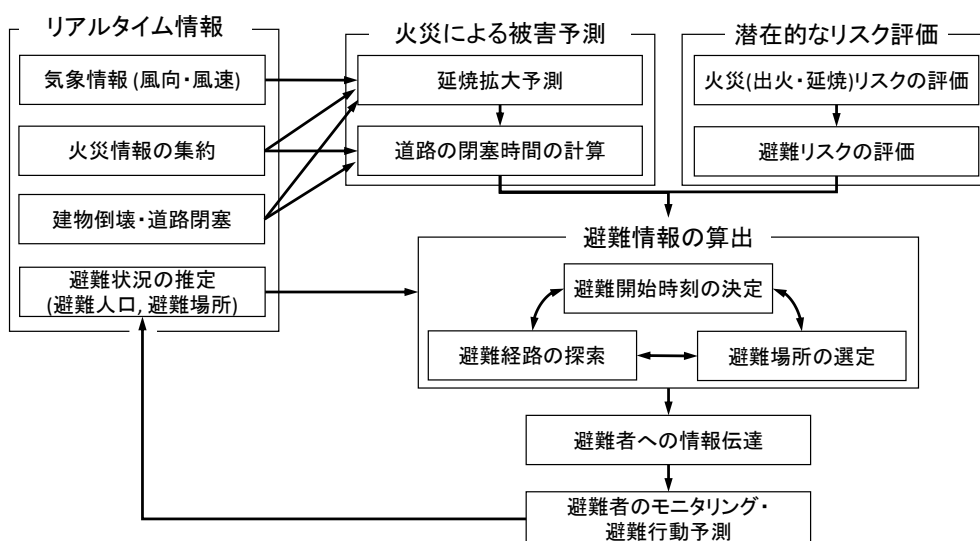 リアルタイム情報
気象情報 (風向・風速)
火災情報の集約
建物倒壊・道路閉塞
避難状況の推定
(避難人口, 避難場所)
火災による被害予測
延焼拡大予測
道路の閉塞時間の計算
潜在的なリスク評価
火災(出火・延焼)リスクの評価
避難リスクの評価
避難情報の算出
避難開始時刻の決定
避難経路の探索
避難場所の選定
避難者への情報伝達
避難者のモニタリング・
避難行動予測